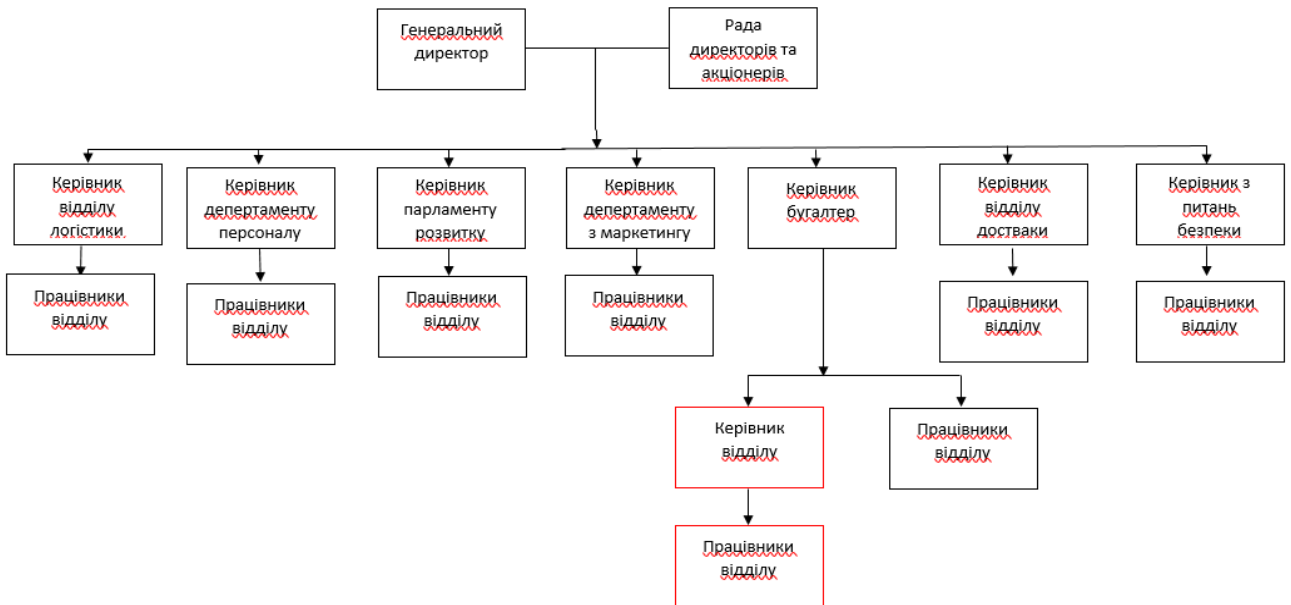 Генеральний
директор
Рада
директорів та
акціонерів
Керівник
відділу
логістики
Керівник
депертаменту
персоналу
Керівник
парламенту
розвитку
Керівник
депертаменту
з маркетингу
Керівник
бугалтер
Керівник
відділу
доставки
Керівник з
питань
безпеки
Працівники
відділу
Працівники
відділу
Працівники
відділу
Працівники
відділу
Працівники
відділу
Працівники
відділу
Керівник
відділу
Працівники
відділу
Працівники
відділу